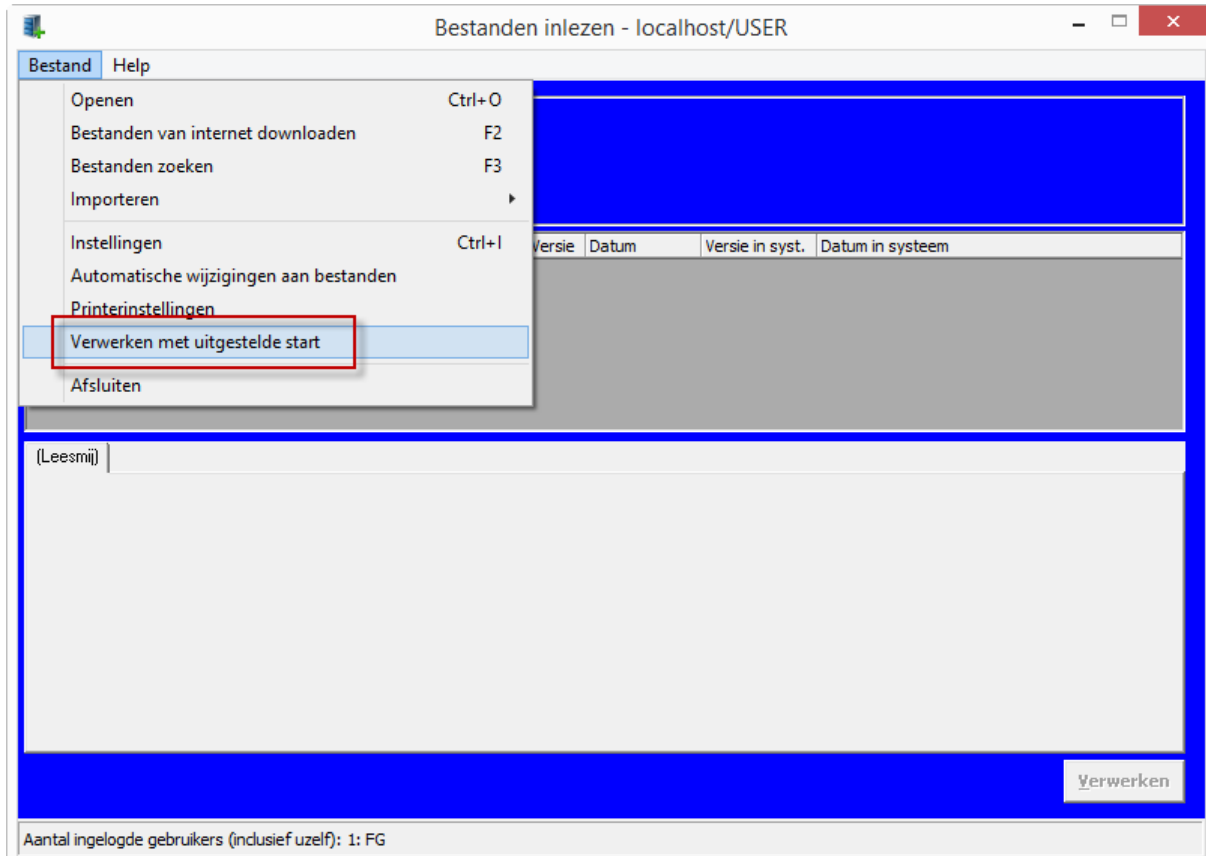 Bestanden inlezen - localhost/USER
Bestand Help
Openen Ctrl+O
Bestanden van internet downloaden F2
Bestanden zoeken F3
Importeren
Instellingen Ctrl+I
Versie Datum Versie in syst. Datum in systeem
Automatische wijzigingen aan bestanden
Printerinstellingen
Verwerken met uitgestelde start
Afsluiten
(Leesmij)
Verwerken
Aantal ingelogde gebruikers (inclusief uzelf): 1: FG